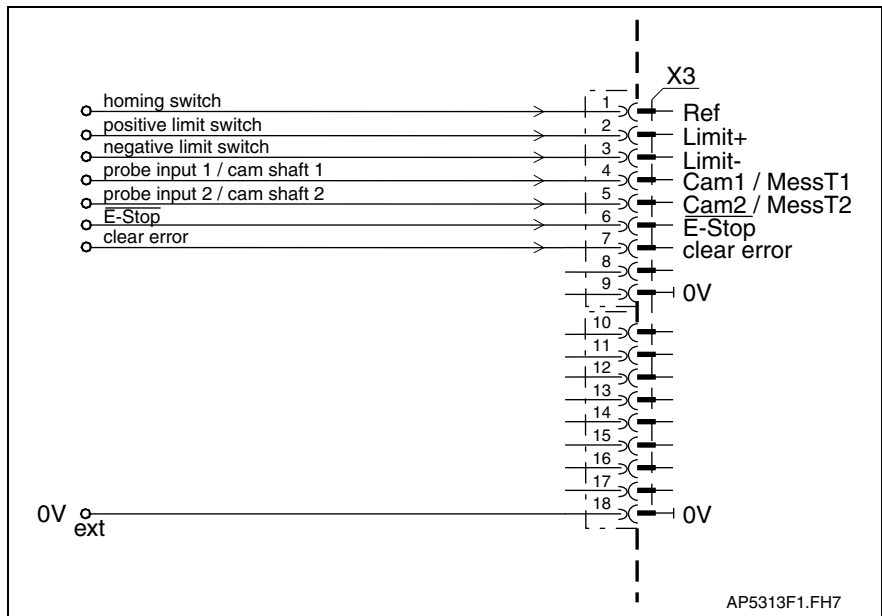 X3
homing switch 1 Ref
positive limit switch 2 Limit+
negative limit switch 3 Limit-
probe input 1 / cam shaft 1 4 Cam1 / MessT1
probe input 2 / cam shaft 2 5 Cam2 / MessT2
E-Stop 6 E-Stop
clear error 7 clear error
8
9 0V
10
11
12
13
14
15
16
17
0V ext 18 0V
AP5313F1.FH7